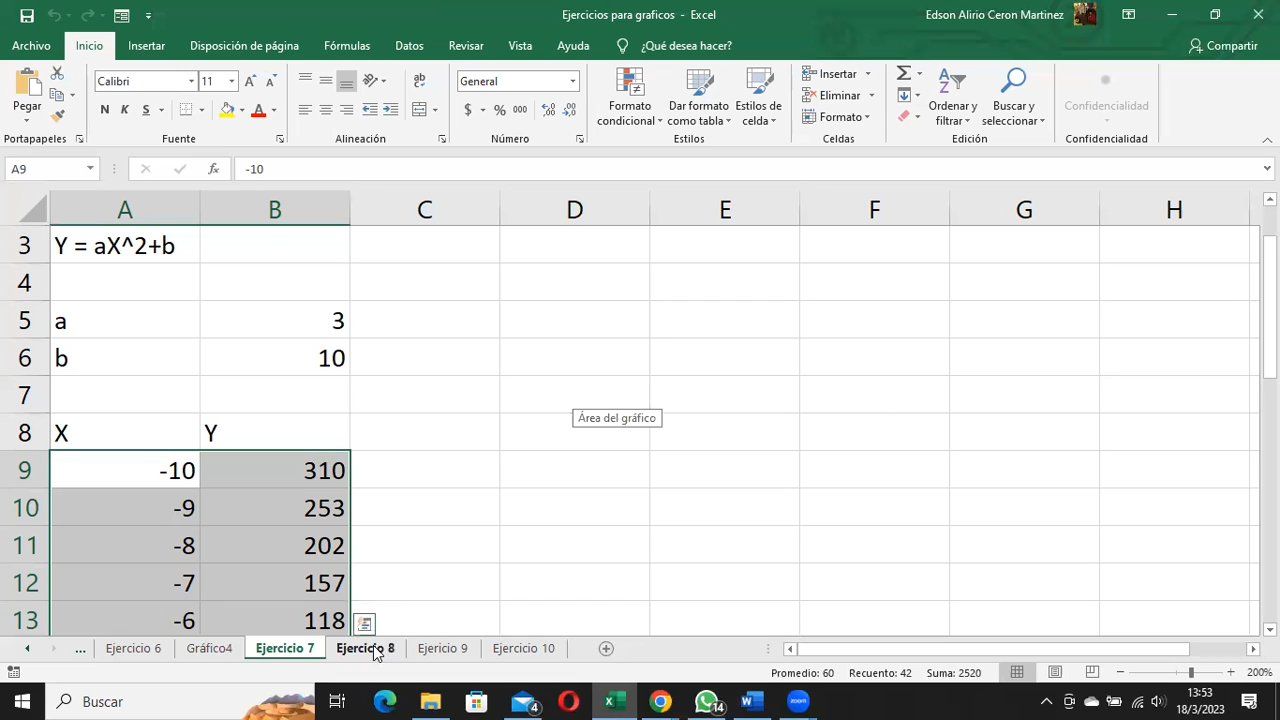 Ejercicios para graficos - Excel
Edson Alirio Ceron Martinez
Archivo Inicio Insertar Disposición de página Fórmulas Datos Revisar Vista Ayuda ¿Qué desea hacer? Compartir
Pegar
Calibri 11
N K S
ab
General
$ % 000
Formato condicional
Dar formato como tabla
Estilos de celda
Insertar
Eliminar
Formato
Ordenar y filtrar
Buscar y seleccionar
Confidencialidad
Portapapeles Fuente Alineación Número Estilos Celdas Edición Confidencialidad
A9 fx -10
A B C D E F G H
3 Y = aX^2+b
4
5 a 3
6 b 10
7
Área del gráfico
8 X Y
9 -10 310
10 -9 253
11 -8 202
12 -7 157
13 -6 118
... Ejercicio 6 Gráfico4 Ejercicio 7 Ejercicio 8 Ejericio 9 Ejercicio 10
Promedio: 60 Recuento: 42 Suma: 2520 200%
Buscar
4
14
13:53
18/3/2023